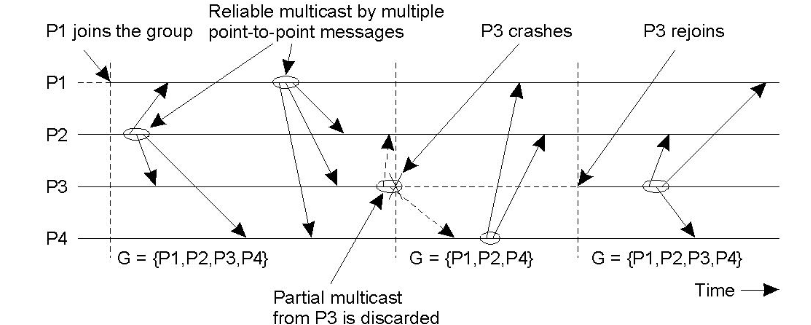 Reliable multicast by multiple
P1 joins the group
point-to-point messages
P3 crashes
P3 rejoins
P1
P2
P3
P4
G = {P1,P2,P3,P4}
G = {P1,P2,P4}
G = {P1,P2,P3,P4}
Partial multicast
from P3 is discarded
Time